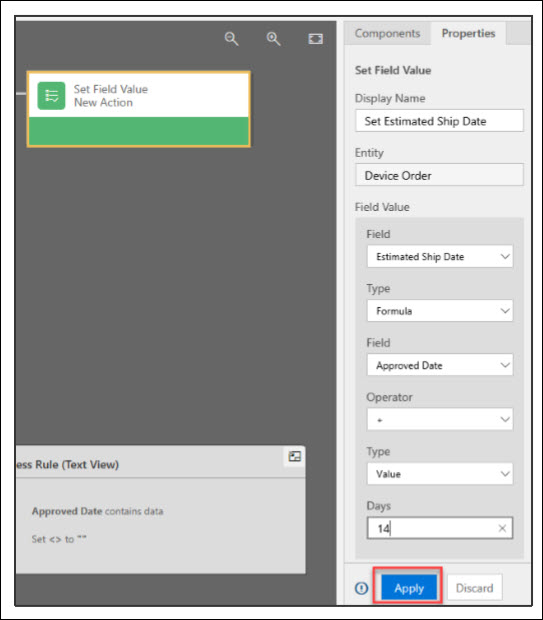 Components Properties
Set Field Value
New Action
Set Field Value
Display Name
Set Estimated Ship Date
Entity
Device Order
Field Value
Field
Estimated Ship Date
Type
Formula
Field
Approved Date
Operator
+
Type
Value
Days
14
Apply Discard
ess Rule (Text View)
Approved Date contains data
Set <> to ""